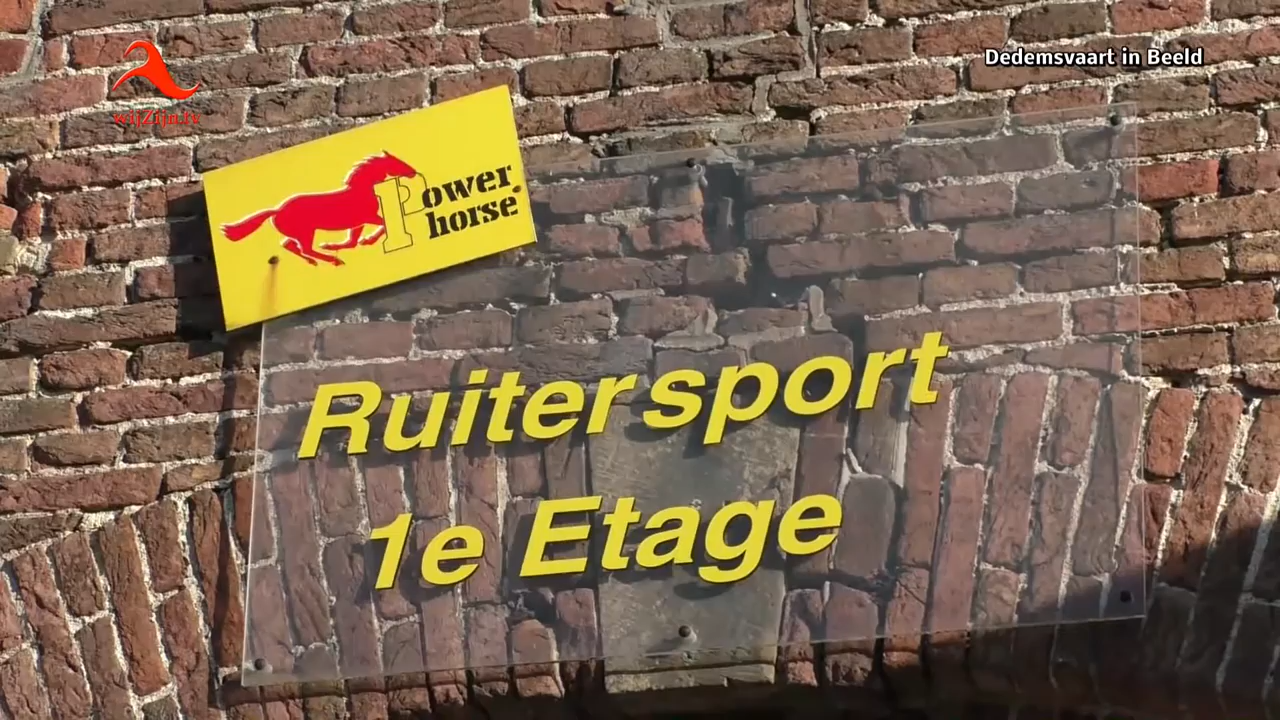 Dedemsvaart in Beeld
wijZijn.tv
Power
horse
Ruitersport
1e Etage